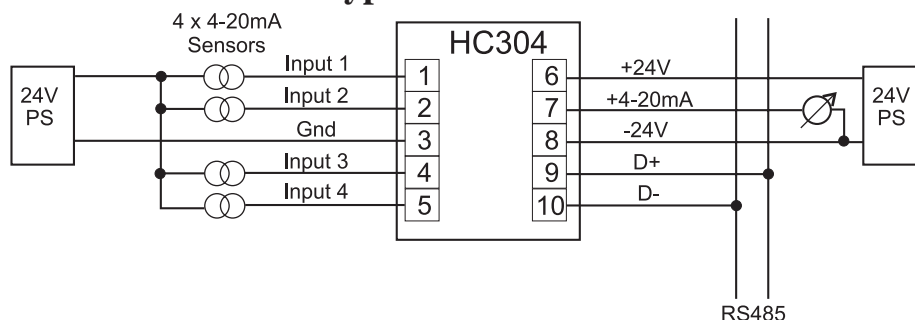 yp
4 x 4-20mA
Sensors
HC304
24V
PS
Input 1
Input 2
Gnd
Input 3
Input 4
1
2
3
4
5
6
7
8
9
10
+24V
+4-20mA
-24V
D+
D-
24V
PS
RS485